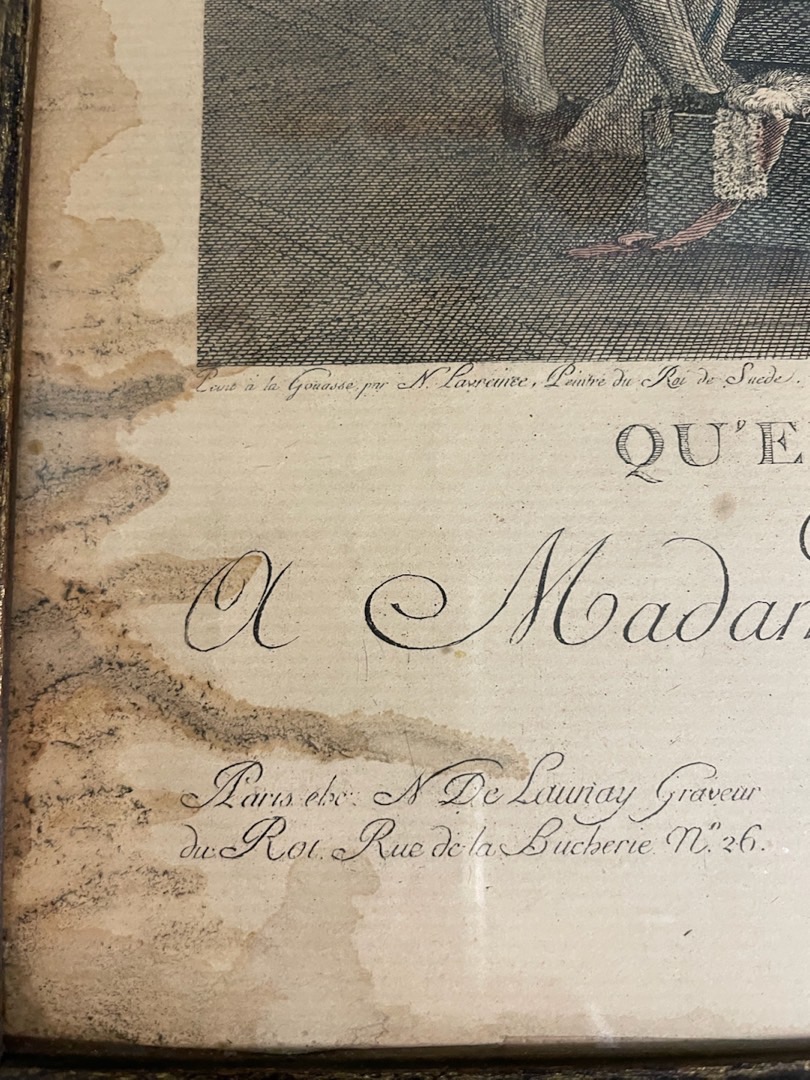 Peint à la Gouasse par N. Lavreince, Peintre du Roi de Suede.
QU'E
A Madam
A Paris chez N De Launay Graveur
du Roi. Rue de la Bucherie N.° 26.